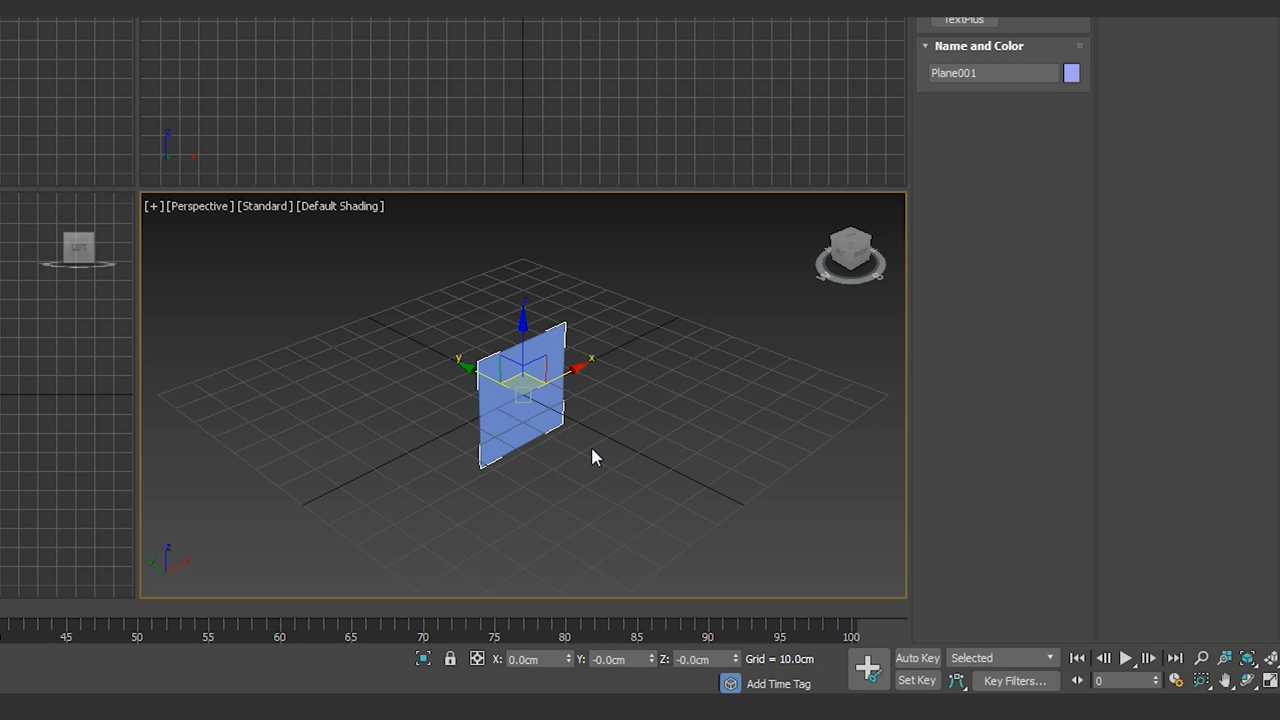 TextPlus
Name and Color
Plane001
z
x
y
[+] [Perspective] [Standard] [Default Shading]
LEFT
z
y
x
z
y
x
45 50 55 60 65 70 75 80 85 90 95 100
X: 0.0cm Y: -0.0cm Z: -0.0cm Grid = 10.0cm
Auto Key Selected
Add Time Tag
Set Key Key Filters... 0